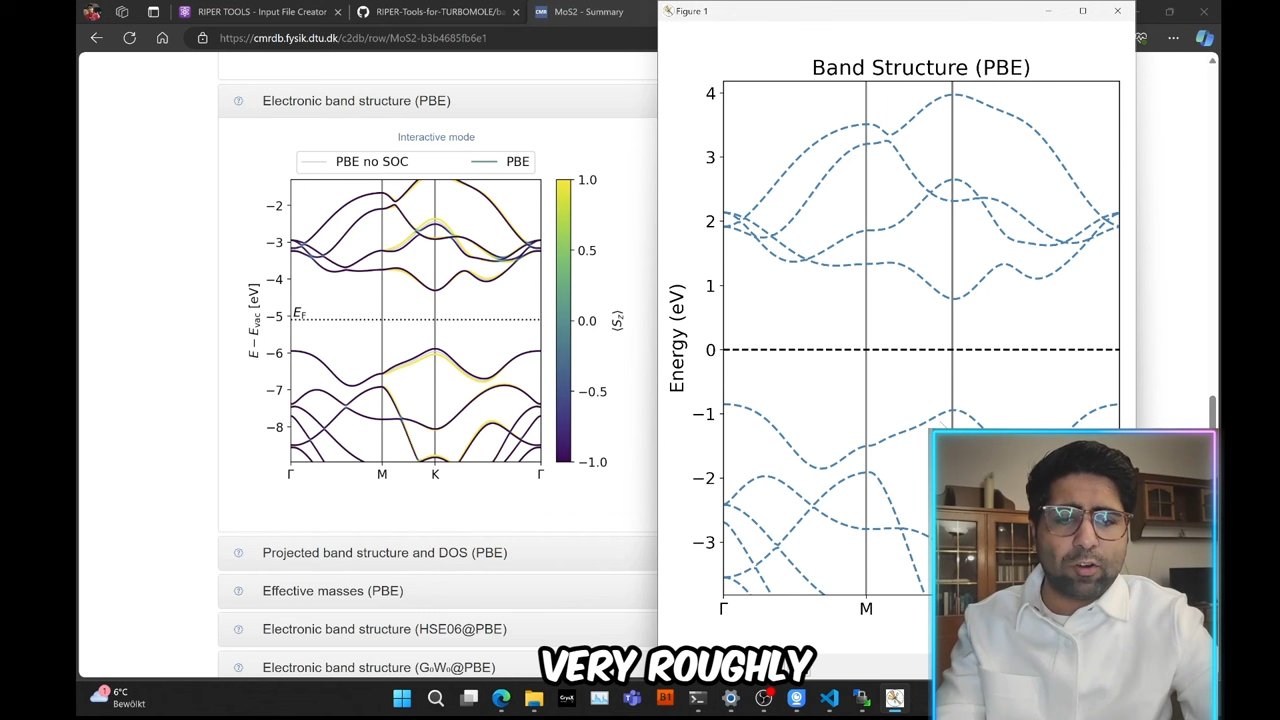 RIPER TOOLS - Input File Creator
RIPER-Tools-for-TURBOMOLE/ba
CMR
MoS2 - Summary
Figure 1
https://cmrdb.fysik.dtu.dk/c2db/row/MoS2-b3b4685fb6e1
Electronic band structure (PBE)
Interactive mode
PBE no SOC
PBE
−2
−3
−4
−5
−6
−7
−8
E − Evac [eV]
EF
Γ
M
K
Γ
1.0
0.5
0.0
−0.5
−1.0
⟨Sz⟩
Projected band structure and DOS (PBE)
Effective masses (PBE)
Electronic band structure (HSE06@PBE)
Electronic band structure (G₀W₀@PBE)
Band Structure (PBE)
4
3
2
1
0
−1
−2
−3
Energy (eV)
Γ
M
VERY ROUGHLY
1
6°C
Bewölkt